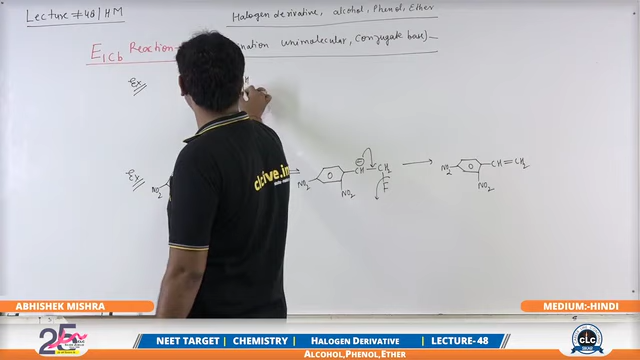 Lecture #48 | HM
Halogen derivative, alcohol, Phenol, Ether
E1cb Reaction- unimolecular, conjugate base)-
Ex
H
Ex
NO2
NO2 CH CH2
NO2 F
NO2 CH=CH2
NO2
clclive.in
ABHISHEK MISHRA
MEDIUM:-HINDI
25
NEET TARGET | CHEMISTRY | HALOGEN DERIVATIVE | LECTURE-48
ALCOHOL,PHENOL,ETHER
CLC